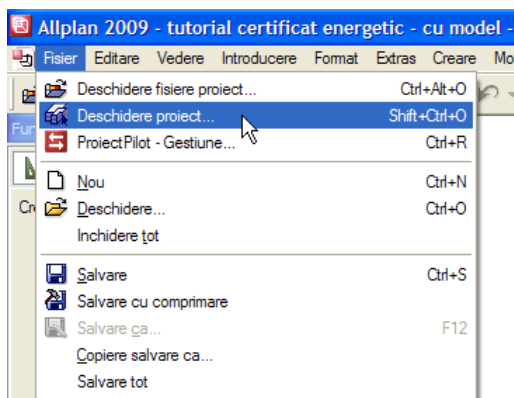 Allplan 2009 - tutorial certificat energetic - cu model -
Fisier Editare Vedere Introducere Format Extras Creare Mo
Deschidere fisiere proiect... Ctrl+Alt+O
Deschidere proiect... Shift+Ctrl+O
Fur
ProiectPilot - Gestiune... Ctrl+R
Nou Ctrl+N
Cr
Deschidere... Ctrl+O
Inchidere tot
Salvare Ctrl+S
Salvare cu comprimare
Salvare ca... F12
Copiere salvare ca...
Salvare tot